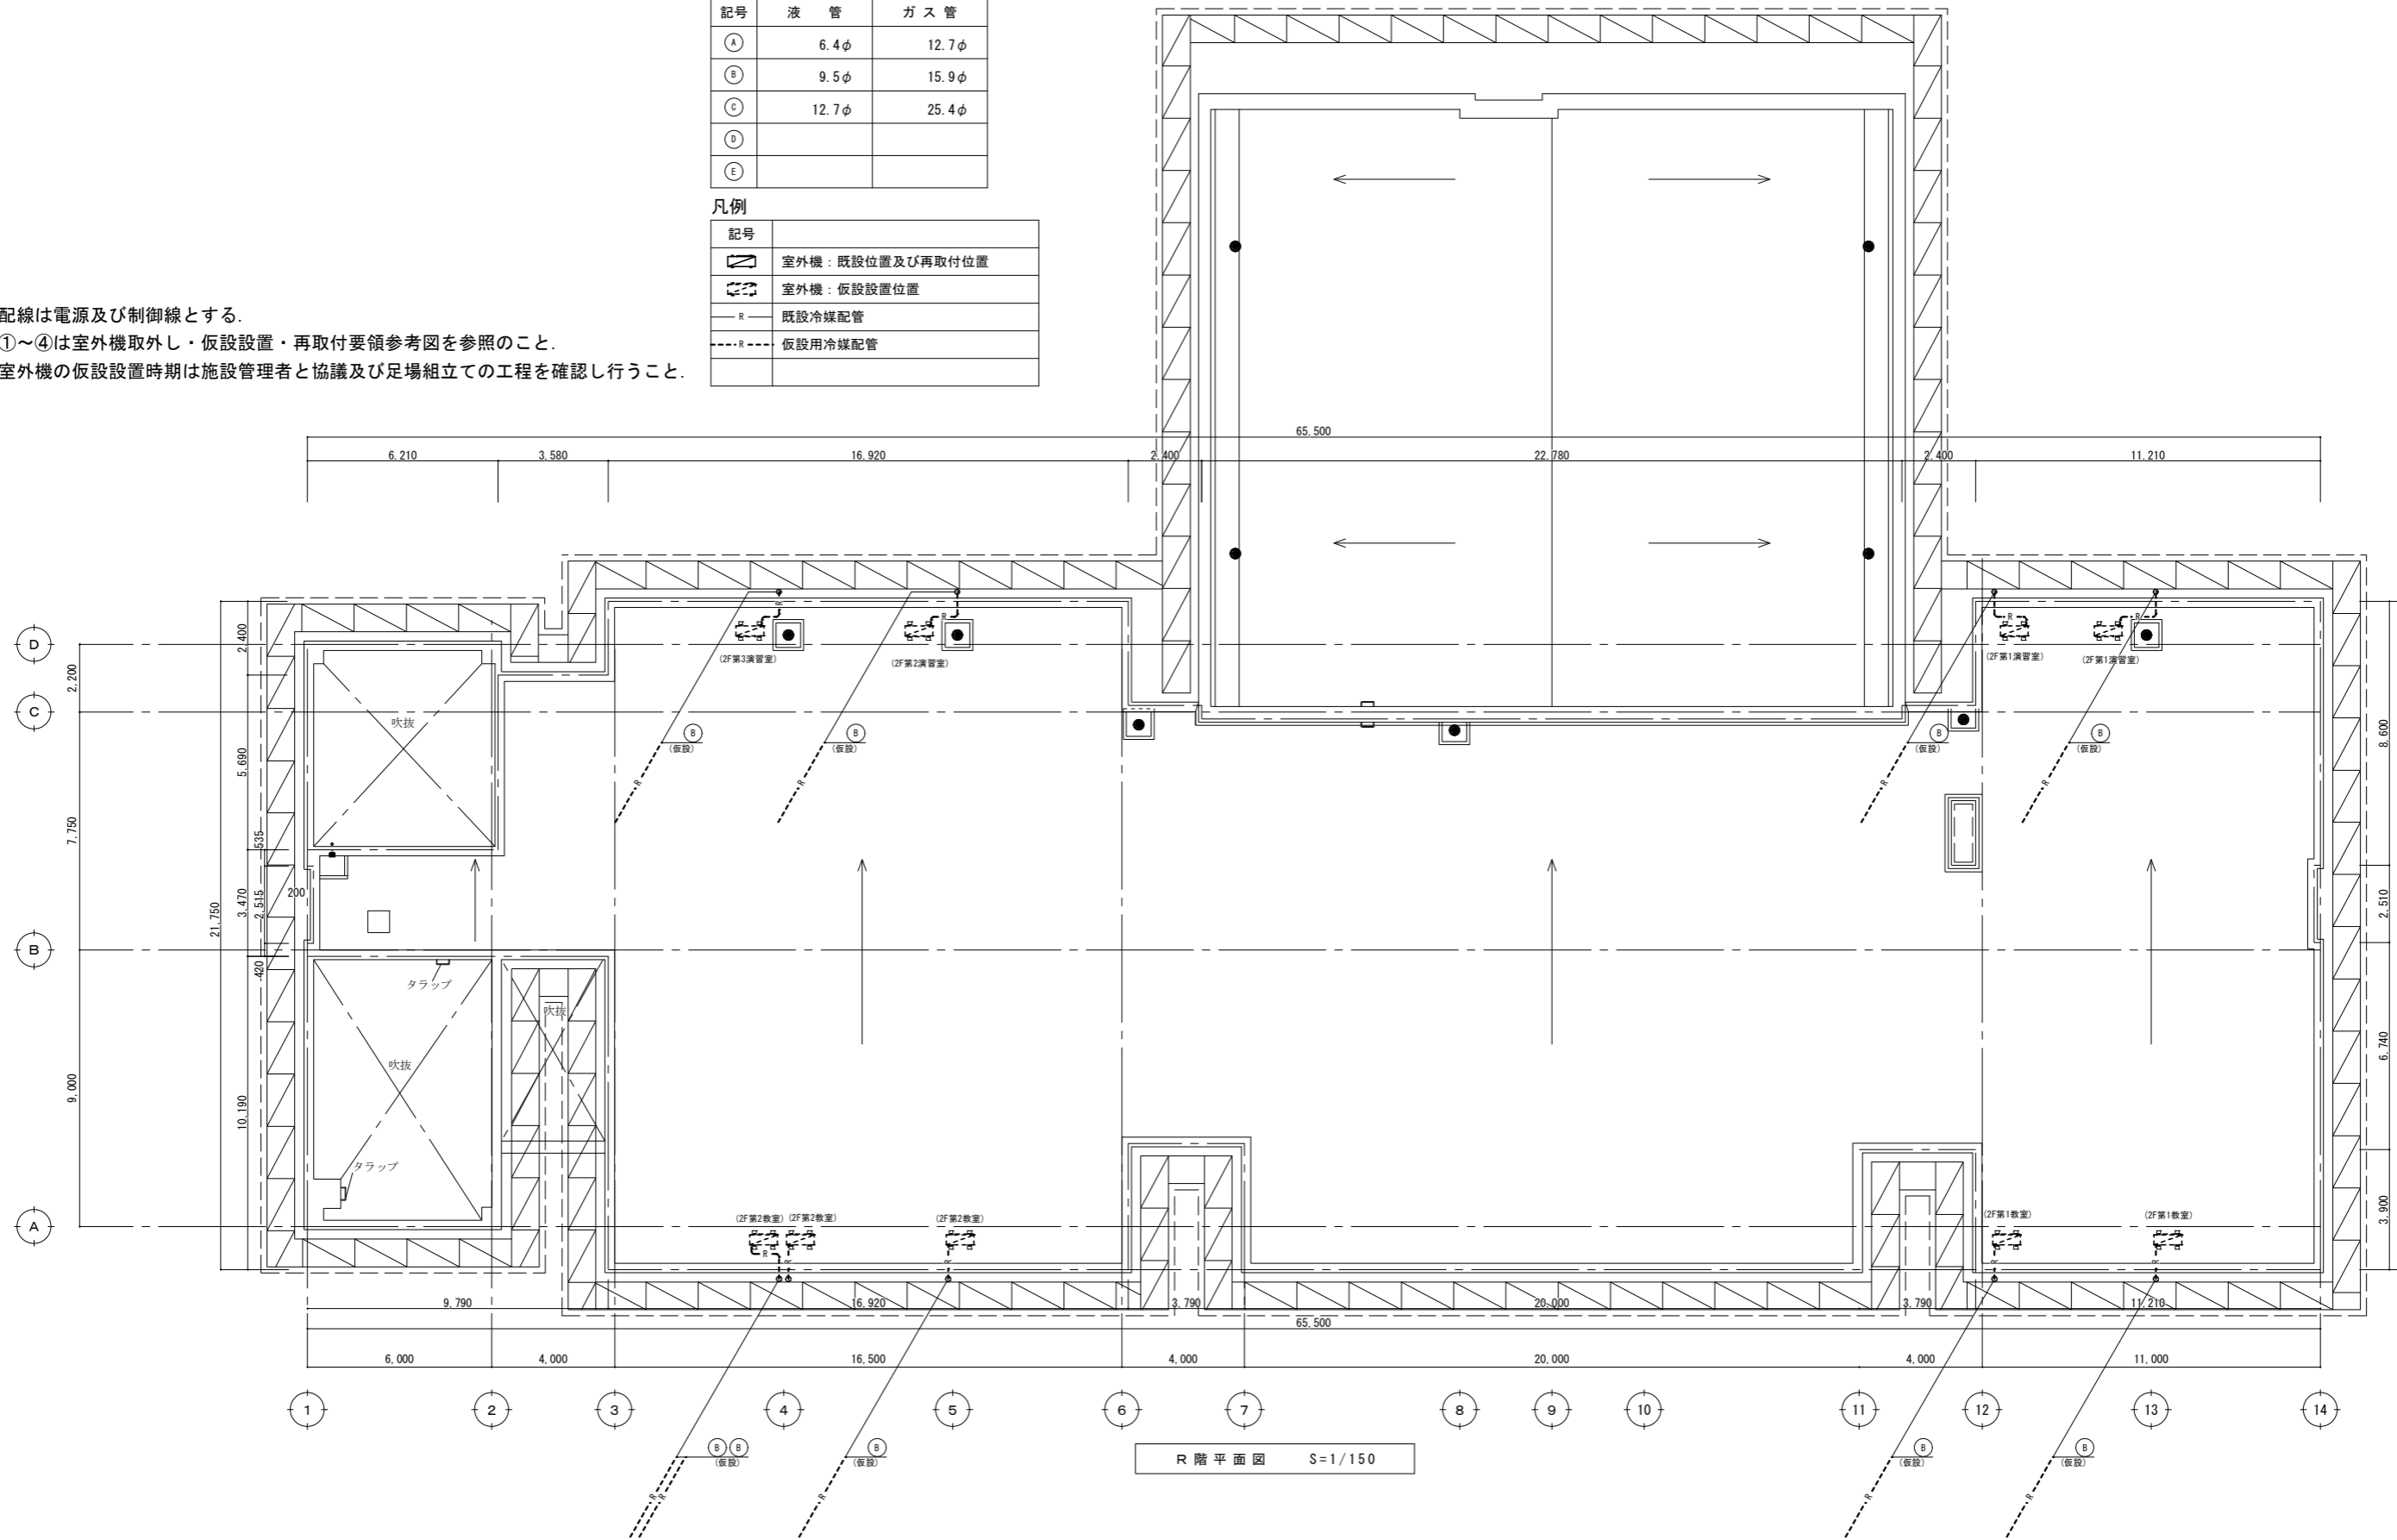 記号 液 管 ガ ス 管
A 6.4φ 12.7φ
B 9.5φ 15.9φ
C 12.7φ 25.4φ
D
E
凡例
記号
室外機：既設位置及び再取付位置
室外機：仮設設置位置
R 既設冷媒配管
R 仮設用冷媒配管
配線は電源及び制御線とする.
①～④は室外機取外し・仮設設置・再取付要領参考図を参照のこと.
室外機の仮設設置時期は施設管理者と協議及び足場組立ての工程を確認し行うこと.
65,500
6,210 3,580 16,920 2,400 22,780 2,400 11,210
R R R R
(2F第3演習室) (2F第2演習室) (2F第1演習室) (2F第1演習室)
D
C
B
A
2,200
7,750
9,000
21,750
2,400
5,690
3,470
10,190
535
2,515
420
200
吹抜
B B B B
(仮設) (仮設) (仮設) (仮設)
R R R R
8,600
2,510
6,740
3,900
タラップ
吹抜
吹抜
タラップ
(2F第2教室) (2F第2教室) (2F第2教室) (2F第1教室) (2F第1教室)
R R R R R
9,790 16,920 3,790 20,000 3,790 11,210
65,500
6,000 4,000 16,500 4,000 20,000 4,000 11,000
1 2 3 4 5 6 7 8 9 10 11 12 13 14
B B B B B
(仮設) (仮設) (仮設) (仮設)
R R R R R
R 階 平 面 図 S=1/150